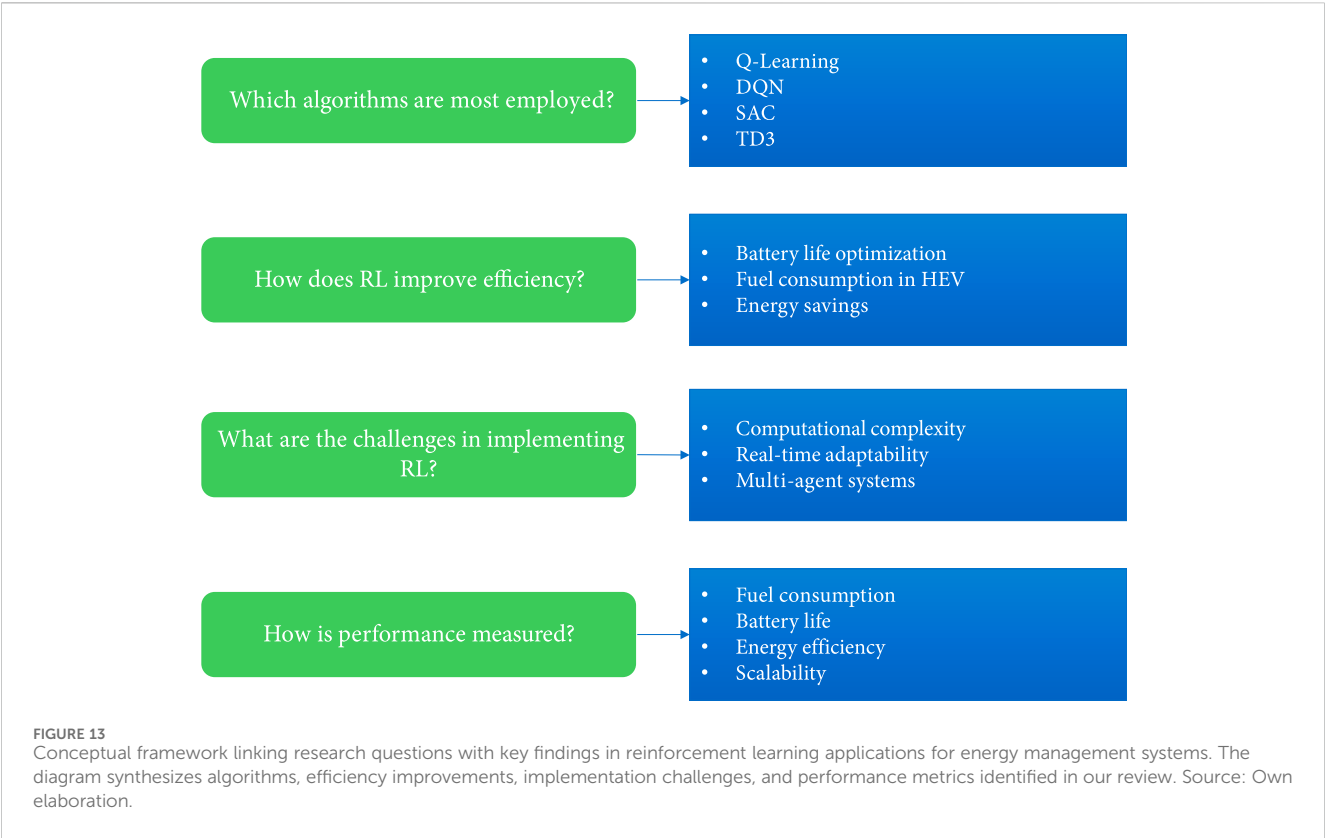 Which algorithms are most employed?
• Q-Learning
• DQN
• SAC
• TD3
How does RL improve efficiency?
• Battery life optimization
• Fuel consumption in HEV
• Energy savings
What are the challenges in implementing
RL?
• Computational complexity
• Real-time adaptability
• Multi-agent systems
How is performance measured?
• Fuel consumption
• Battery life
• Energy efficiency
• Scalability
FIGURE 13
Conceptual framework linking research questions with key findings in reinforcement learning applications for energy management systems. The
diagram synthesizes algorithms, efficiency improvements, implementation challenges, and performance metrics identified in our review. Source: Own
elaboration.